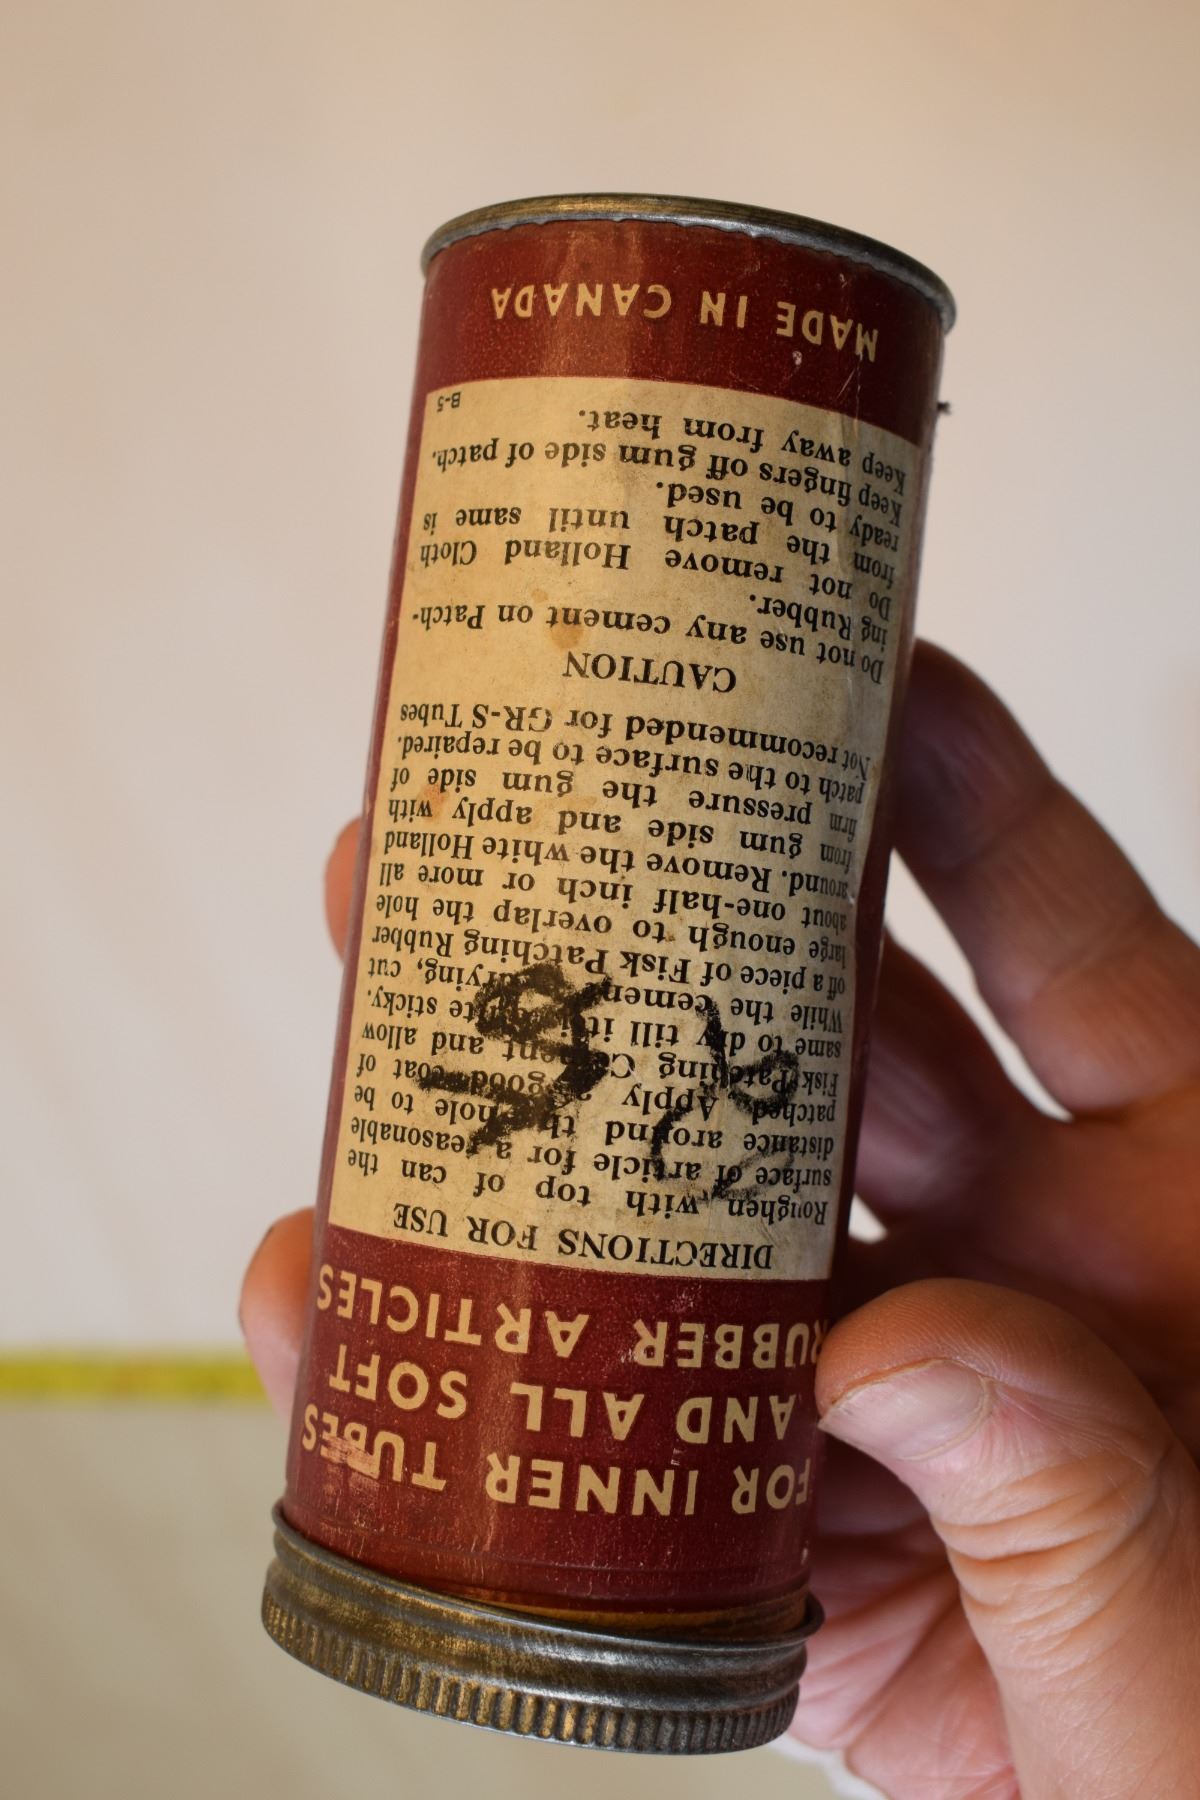 FOR INNER TUBES
AND ALL SOFT
RUBBER ARTICLES
DIRECTIONS FOR USE
Roughen with top of can the
surface of article for a reasonable
distance around the hole to be
patched. Apply a good coat of
Fisk Patching Cement and allow
same to dry till it is quite sticky.
While the cement is drying, cut
off a piece of Fisk Patching Rubber
large enough to overlap the hole
about one-half inch or more all
around. Remove the white Holland
from gum side and apply with
firm pressure the gum side of
patch to the surface to be repaired.
Not recommended for GR-S Tubes
CAUTION
Do not use any cement on Patch-
ing Rubber.
Do not remove Holland Cloth
from the patch until same is
ready to be used.
Keep fingers off gum side of patch.
Keep away from heat.
B-5
MADE IN CANADA